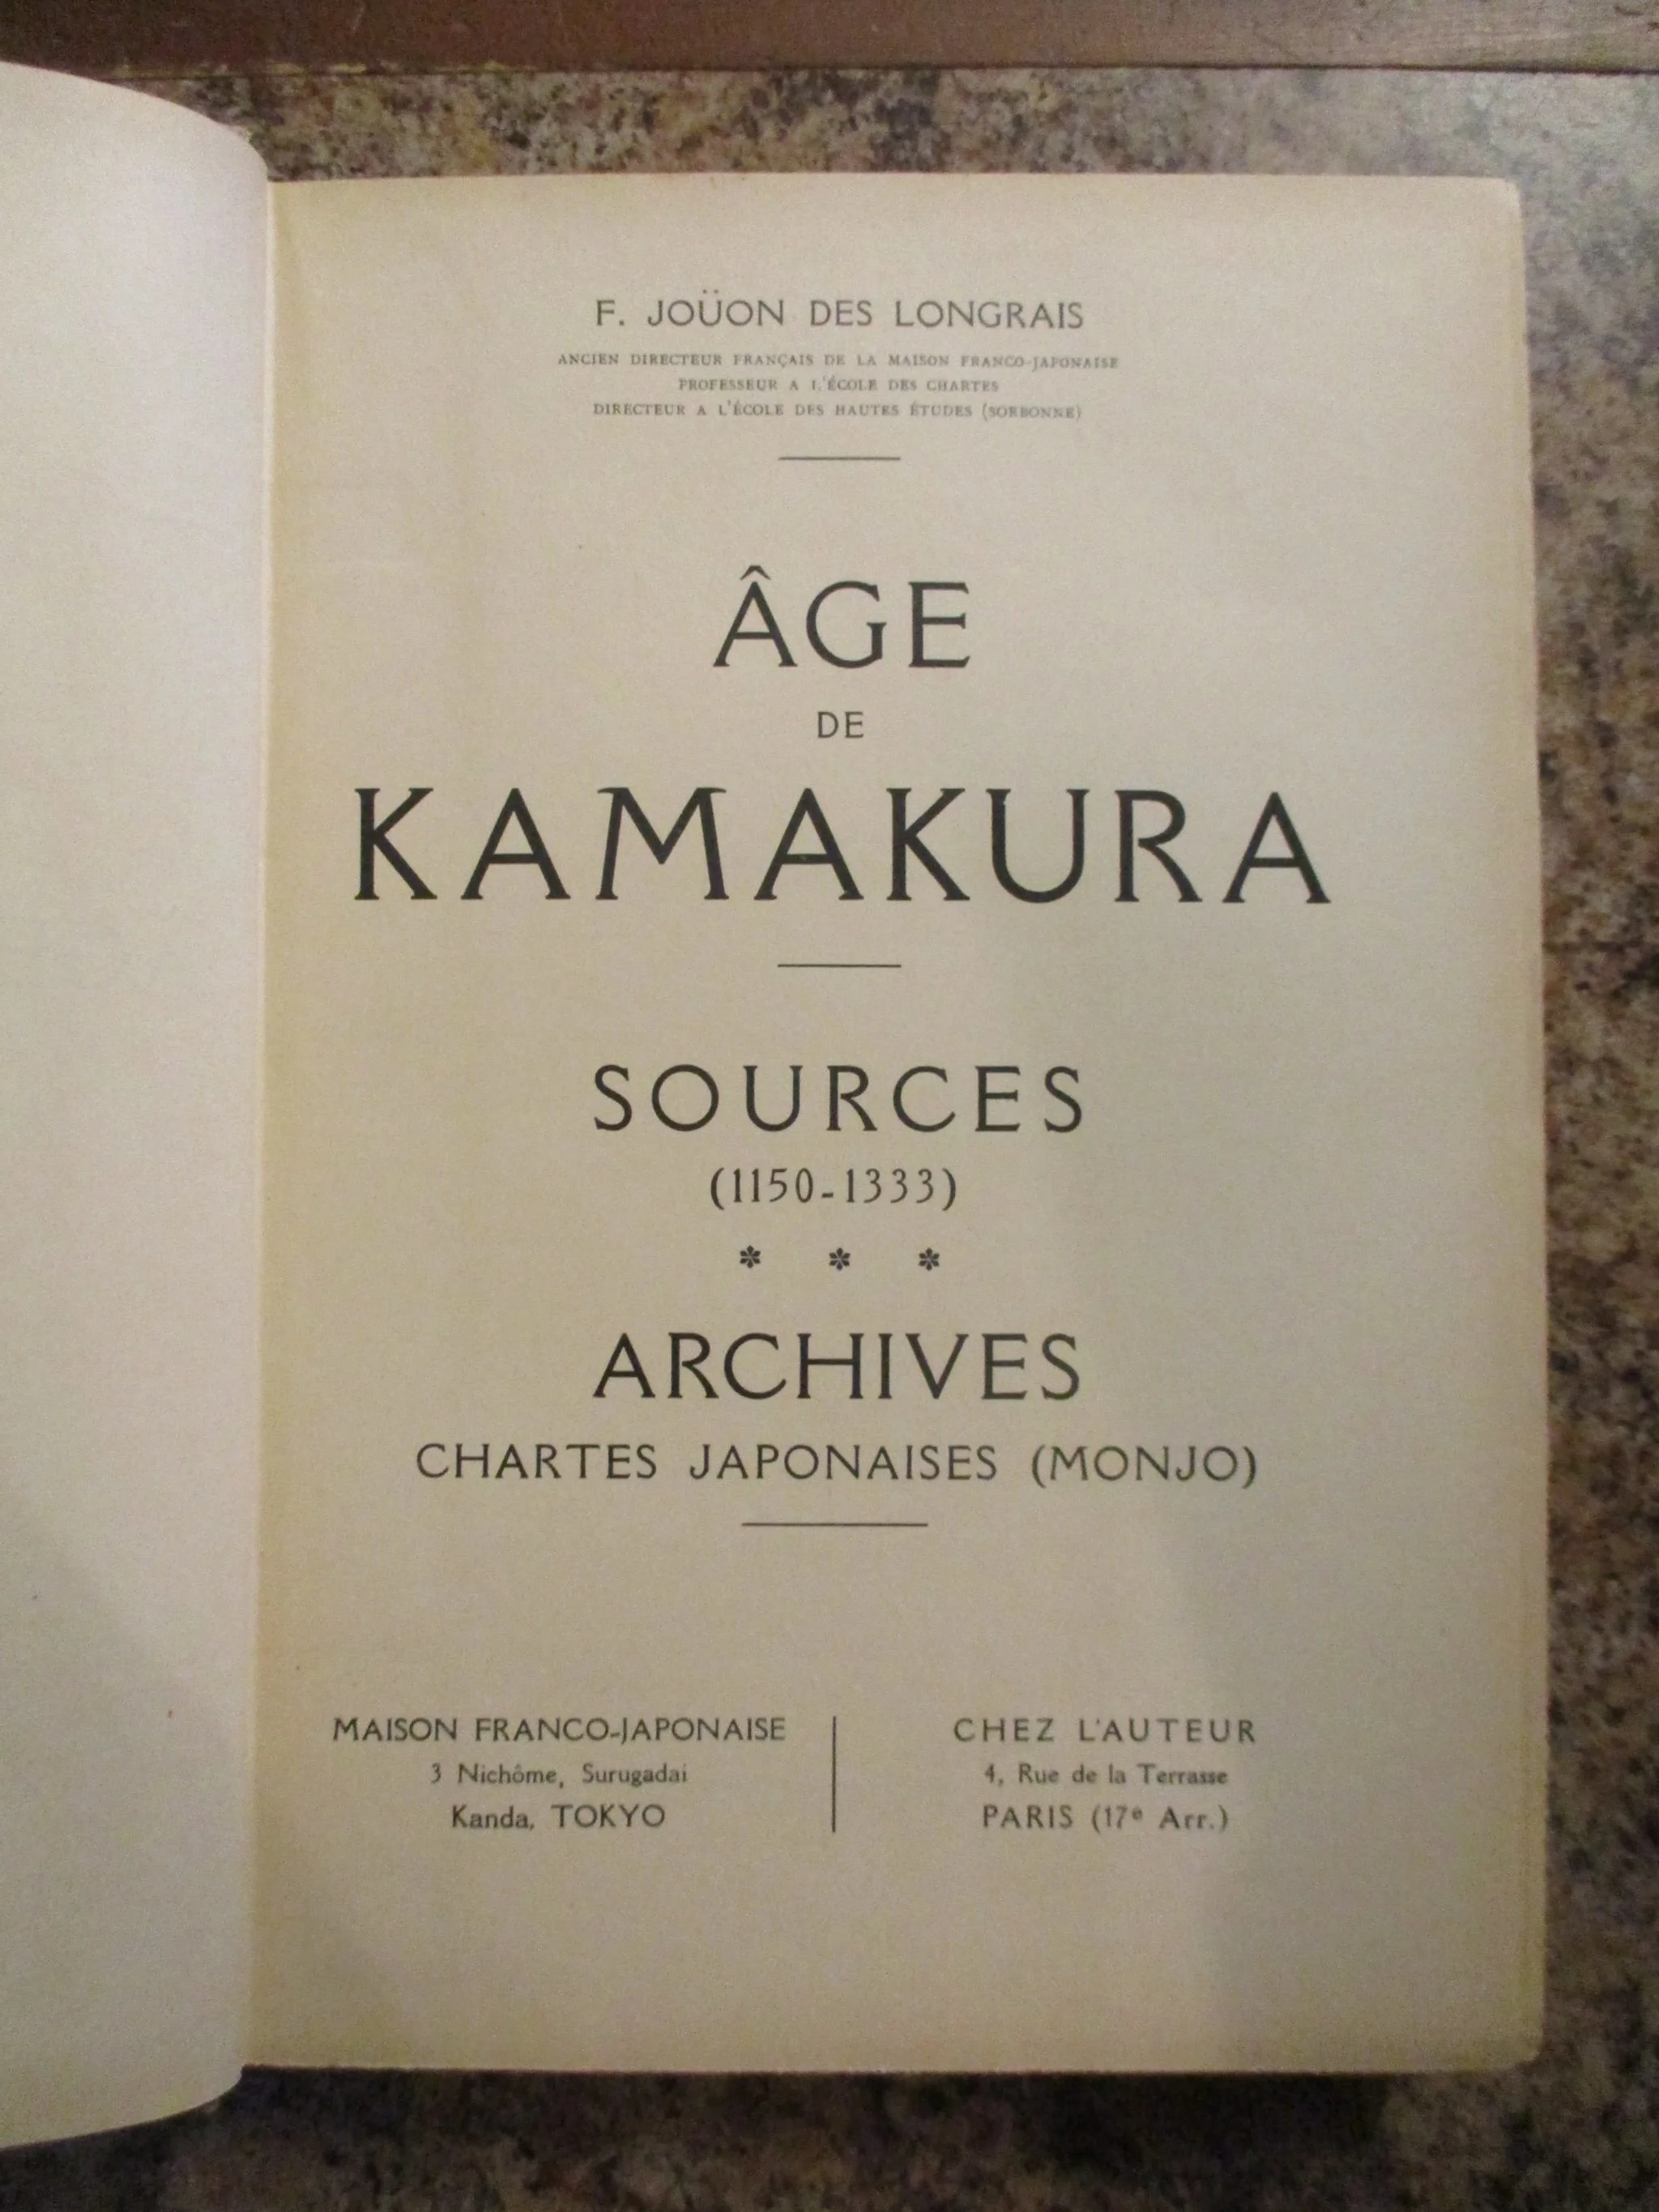 F. JOÜON DES LONGRAIS
ANCIEN DIRECTEUR FRANÇAIS DE LA MAISON FRANCO-JAPONAISE
PROFESSEUR A L'ÉCOLE DES CHARTES
DIRECTEUR A L'ÉCOLE DES HAUTES ÉTUDES (SORBONNE)
ÂGE
DE
KAMAKURA
SOURCES
(1150-1333)
* * *
ARCHIVES
CHARTES JAPONAISES (MONJO)
MAISON FRANCO-JAPONAISE
3 Nichôme, Surugadai
Kanda, TOKYO
CHEZ L'AUTEUR
4, Rue de la Terrasse
PARIS (17e Arr.)